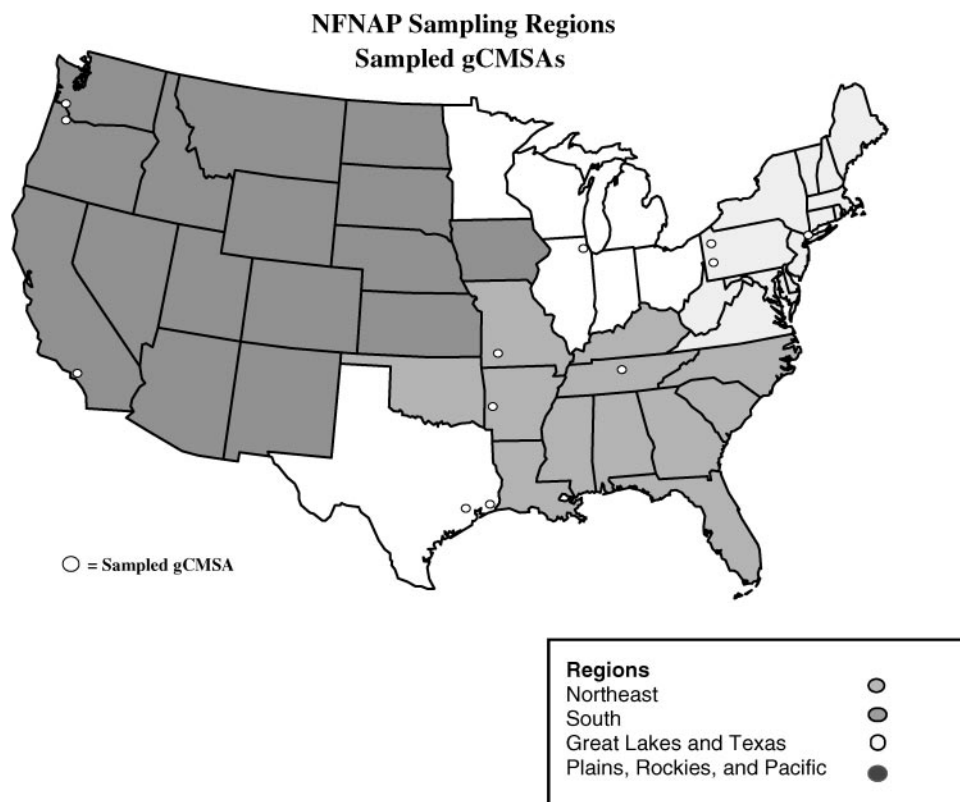 NFNAP Sampling Regions
Sampled gCMSAs
= Sampled gCMSA
Regions
Northeast
South
Great Lakes and Texas
Plains, Rockies, and Pacific